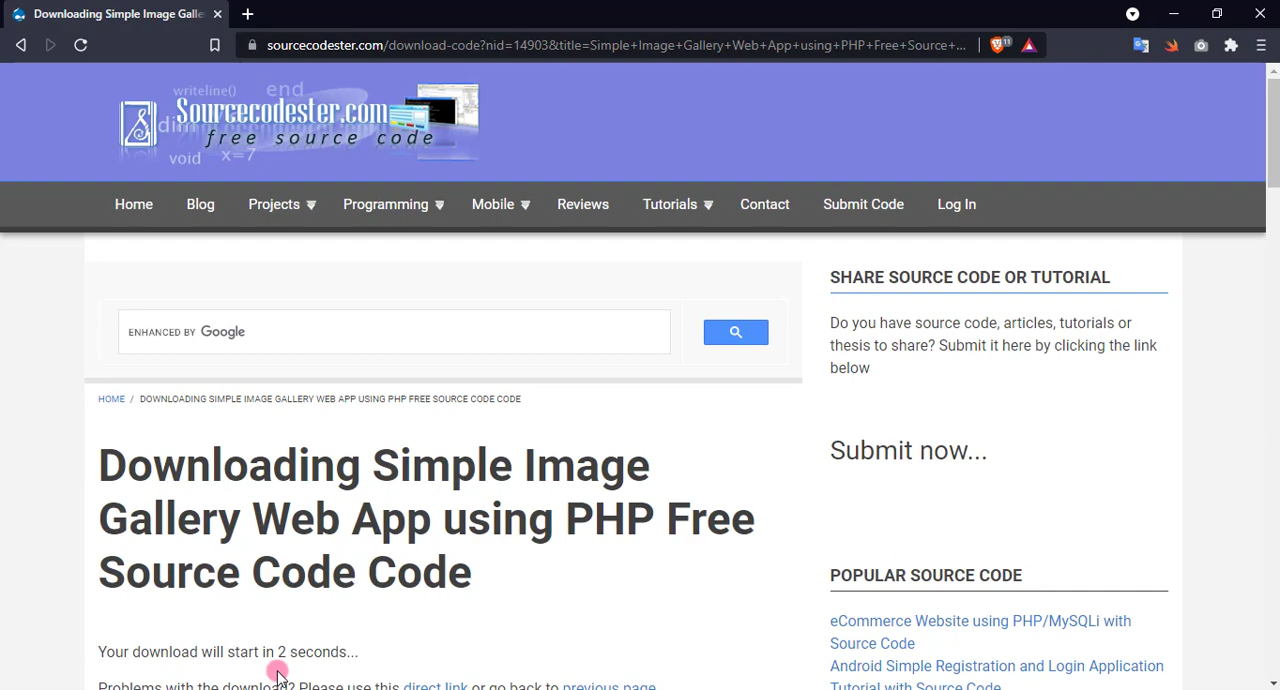 Downloading Simple Image Galle
sourcecodester.com/download-code?nid=14903&title=Simple+Image+Gallery+Web+App+using+PHP+Free+Source+...
11
writeline()
end
Sourcecodester.com
dim
free source code
void
x=7
Home
Blog
Projects
Programming
Mobile
Reviews
Tutorials
Contact
Submit Code
Log In
ENHANCED BY Google
HOME / DOWNLOADING SIMPLE IMAGE GALLERY WEB APP USING PHP FREE SOURCE CODE CODE
Downloading Simple Image
Gallery Web App using PHP Free
Source Code Code
Your download will start in 2 seconds...
Problems with the download? Please use this direct link or go back to previous page
SHARE SOURCE CODE OR TUTORIAL
Do you have source code, articles, tutorials or
thesis to share? Submit it here by clicking the link
below
Submit now...
POPULAR SOURCE CODE
eCommerce Website using PHP/MySQLi with
Source Code
Android Simple Registration and Login Application
Tutorial with Source Code